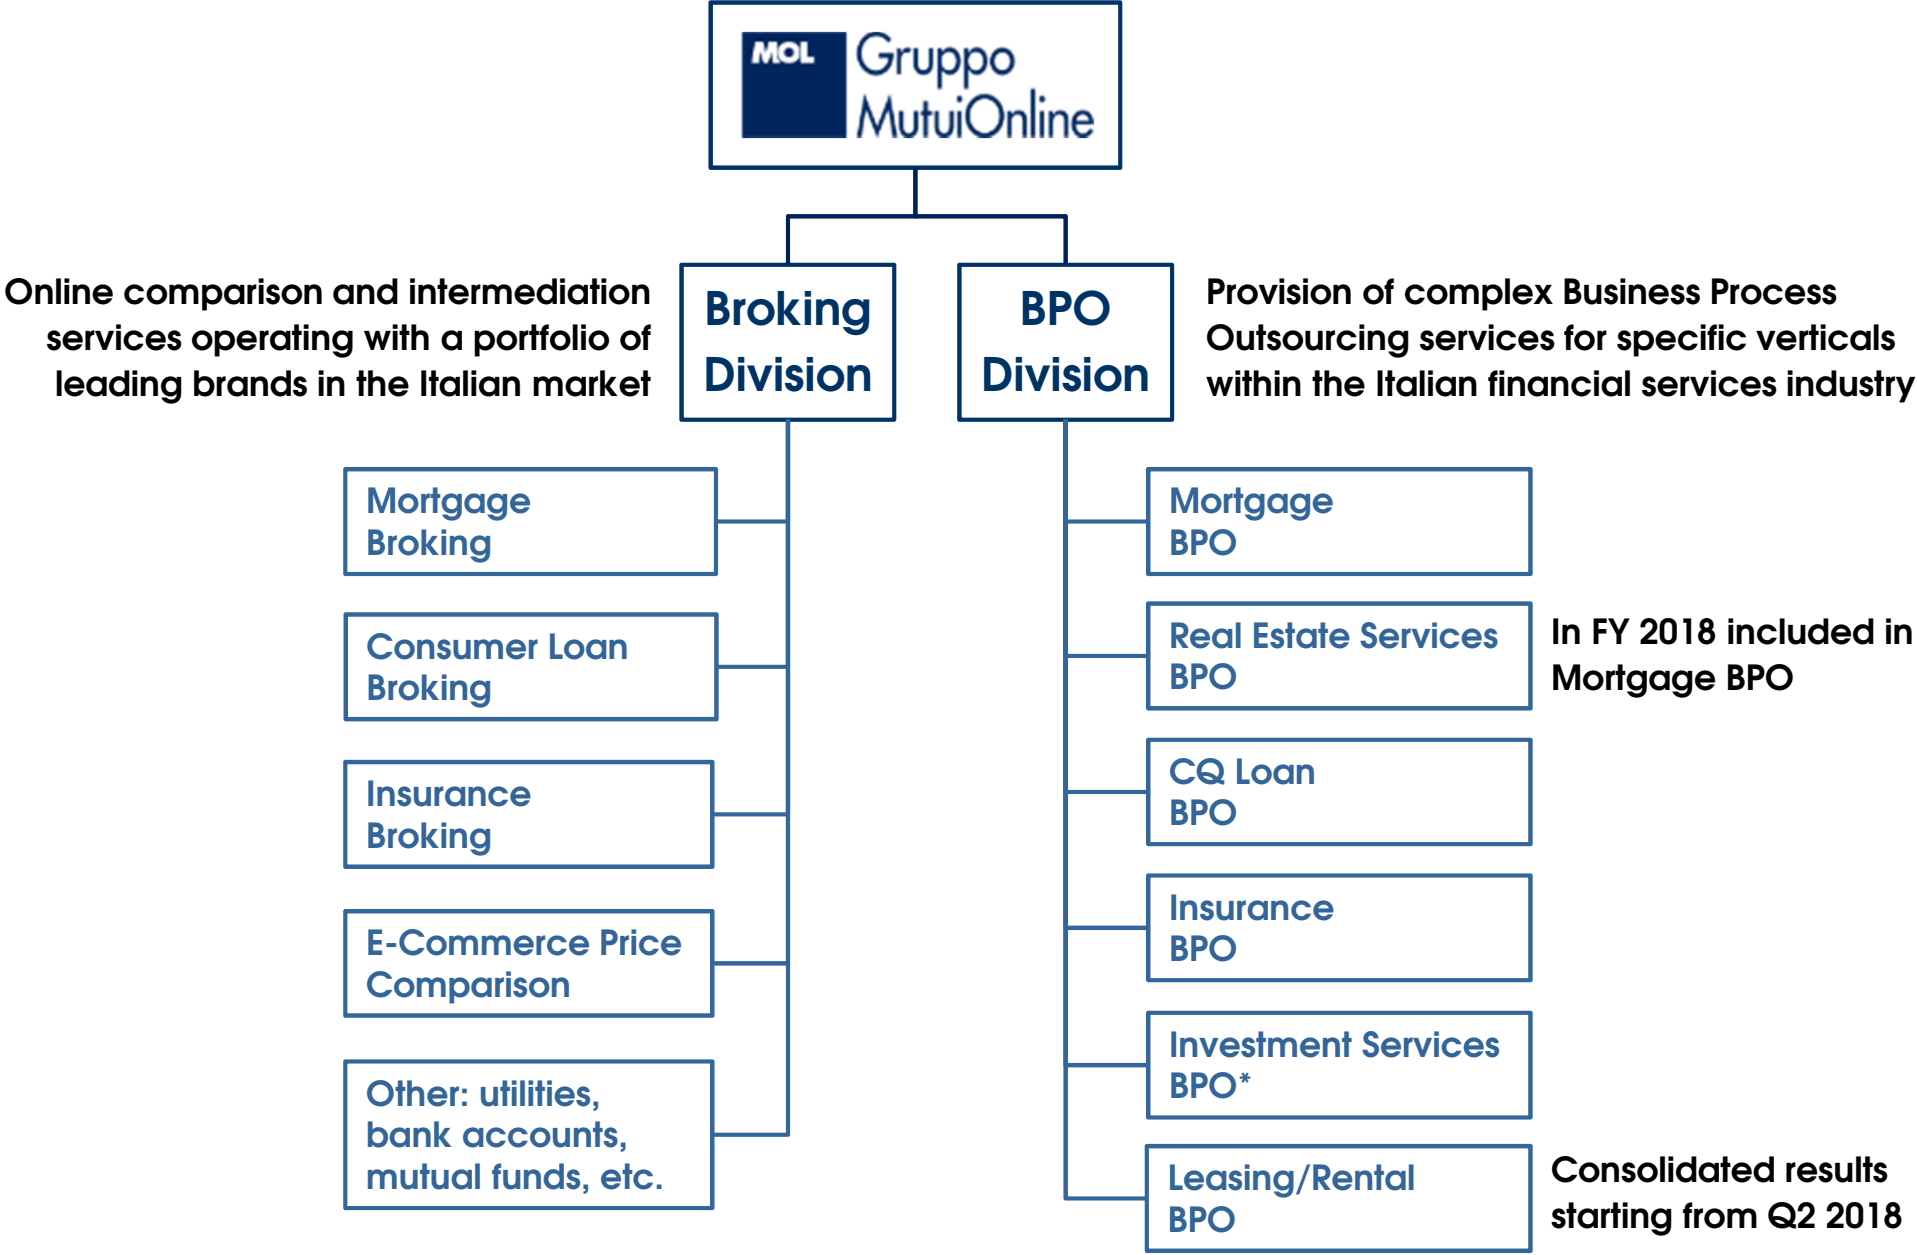 MOL
Gruppo
MutuiOnline
Online comparison and intermediation
services operating with a portfolio of
leading brands in the Italian market
Broking
Division
BPO
Division
Provision of complex Business Process
Outsourcing services for specific verticals
within the Italian financial services industry
Mortgage
Broking
Consumer Loan
Broking
Insurance
Broking
E-Commerce Price
Comparison
Other: utilities,
bank accounts,
mutual funds, etc.
Mortgage
BPO
Real Estate Services
BPO
In FY 2018 included in
Mortgage BPO
CQ Loan
BPO
Insurance
BPO
Investment Services
BPO*
Leasing/Rental
BPO
Consolidated results
starting from Q2 2018